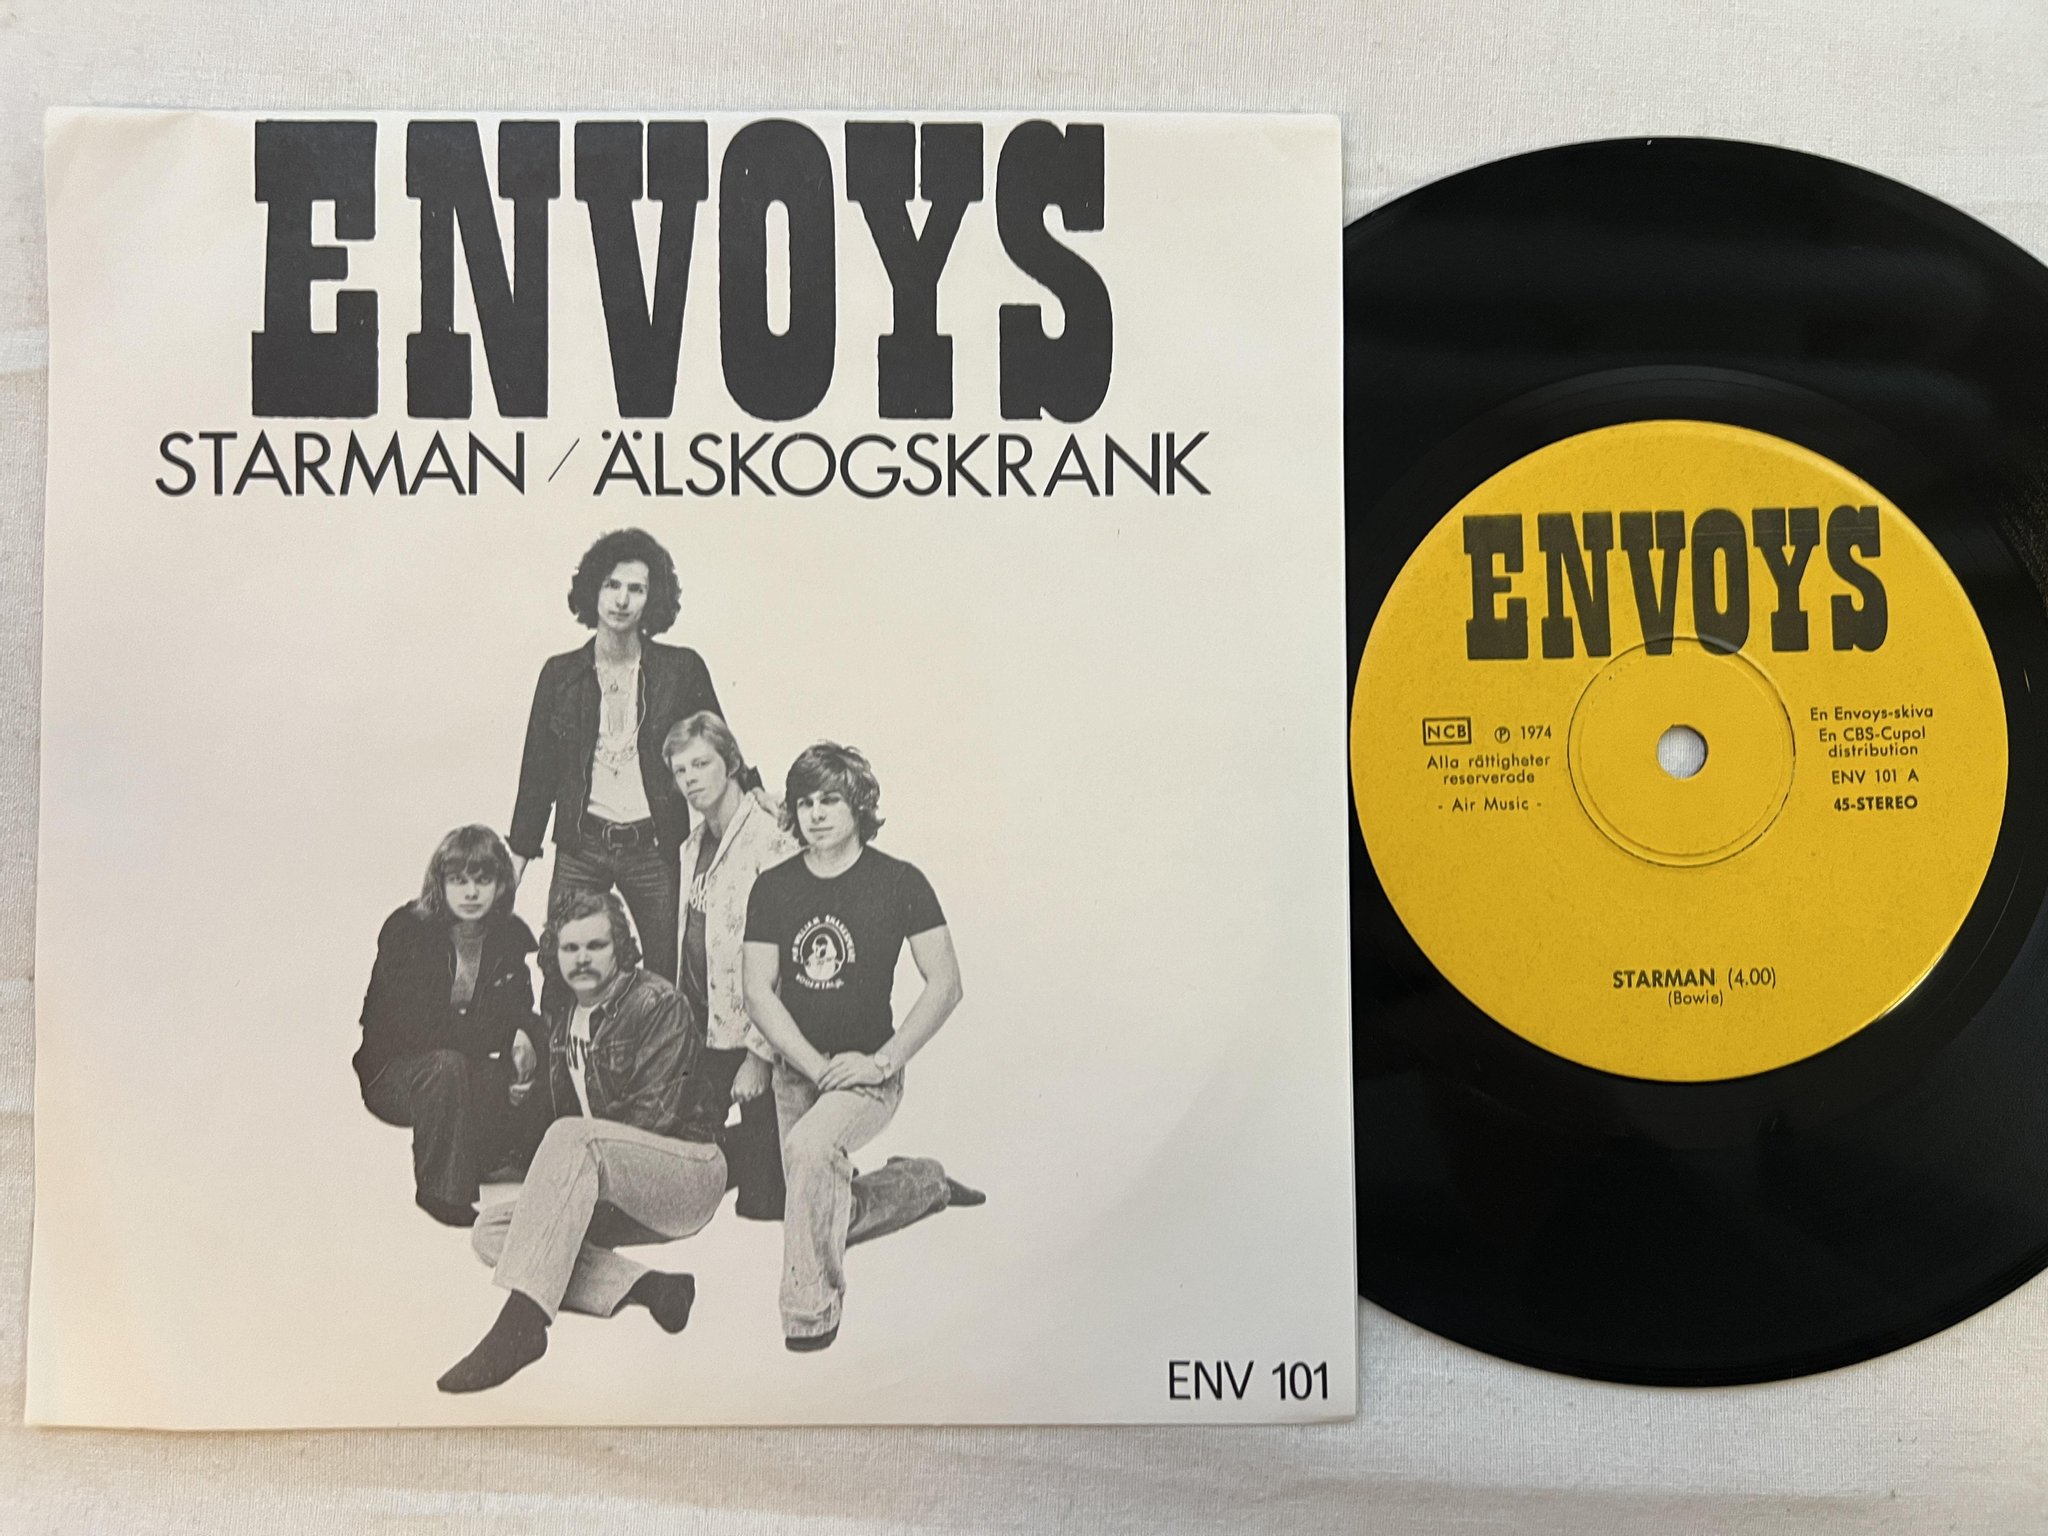 ENVOYS
STARMAN / ÄLSKOGSKRANK
ENV 101
ENVOYS
NCB ℗ 1974
Alla rättigheter
reserverade
- Air Music -
En Envoys-skiva
En CBS-Cupol
distribution
ENV 101 A
45-STEREO
STARMAN (4.00)
(Bowie)